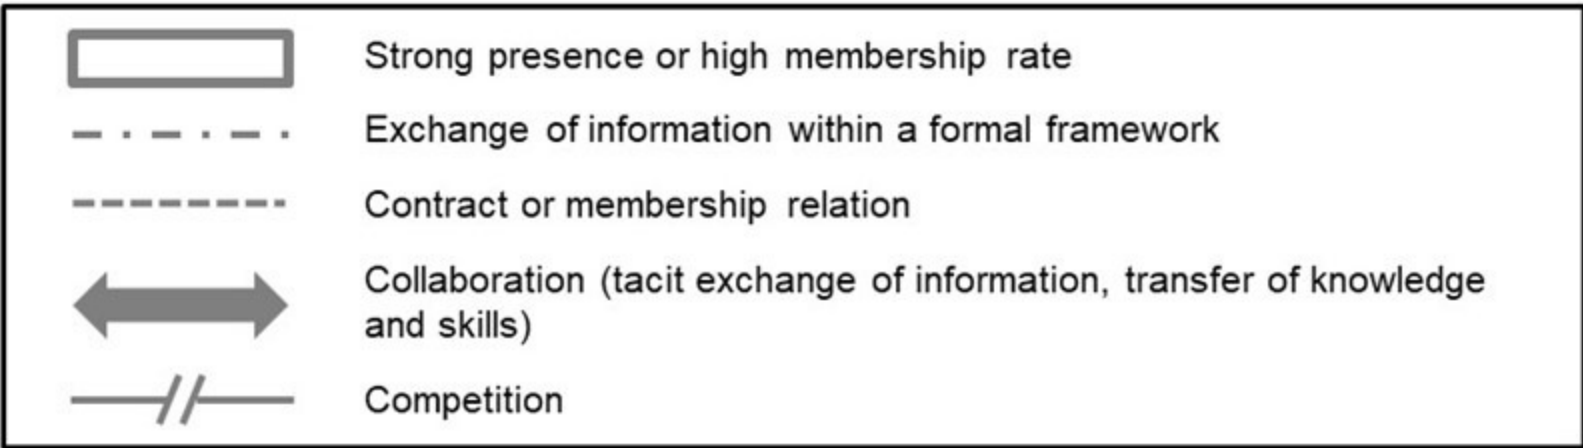 Strong presence or high membership rate
Exchange of information within a formal framework
Contract or membership relation
Collaboration (tacit exchange of information, transfer of knowledge
and skills)
Competition